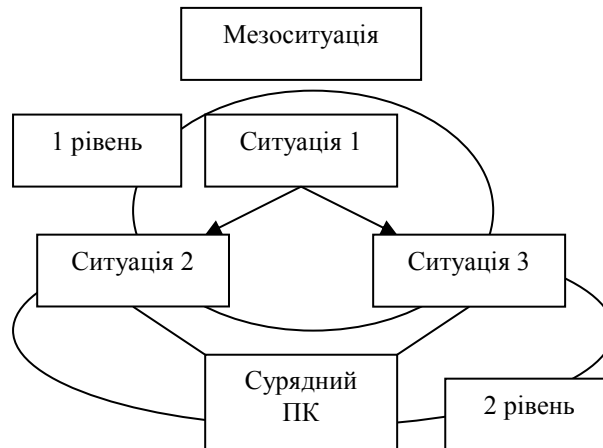 Мезоситуація
1 рівень
Ситуація 1
Ситуація 2
Ситуація 3
Сурядний
ПК
2 рівень